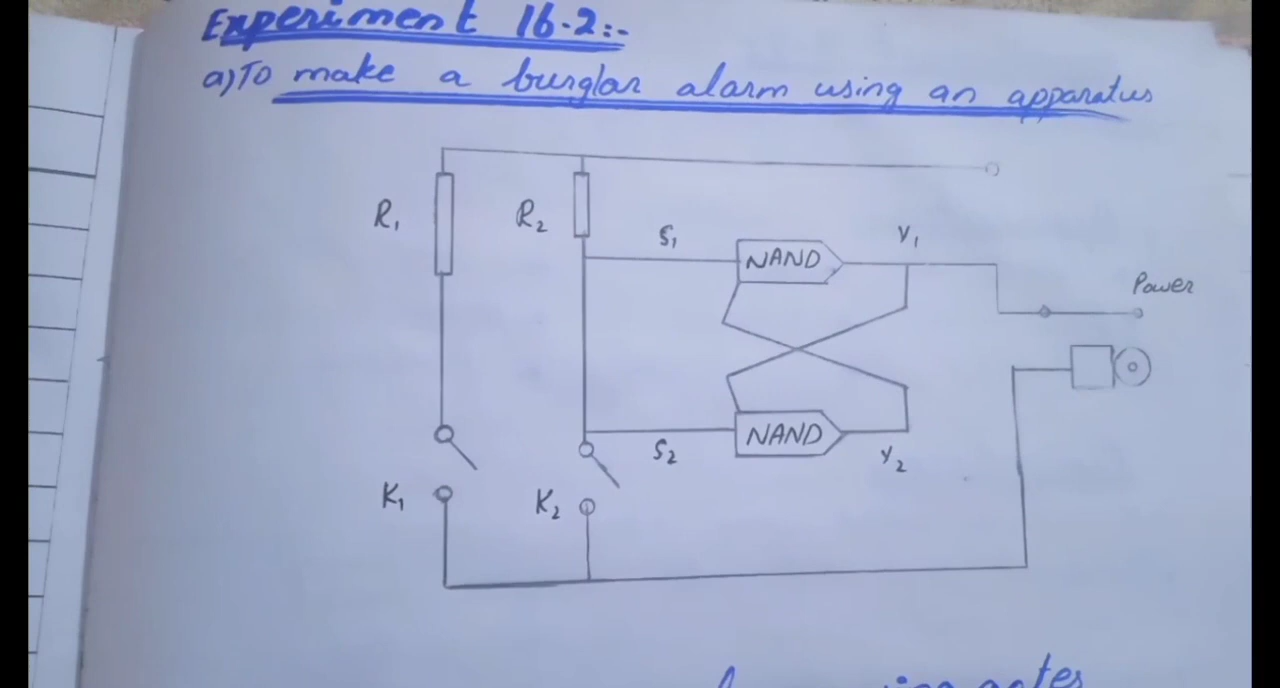 Experiment 16.2:-
a) To make a burglar alarm using an apparatus
R₁
R₂
S₁
NAND
Y₁
Power
S₂
NAND
Y₂
K₁
K₂